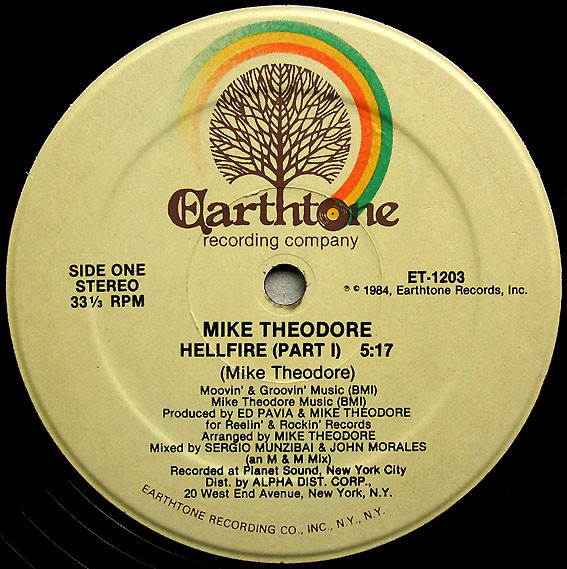 Earthtone
recording company
SIDE ONE
STEREO
33 1/3 RPM
ET-1203
℗ © 1984, Earthtone Records, Inc.
MIKE THEODORE
HELLFIRE (PART I) 5:17
(Mike Theodore)
Moovin' & Groovin' Music (BMI)
Mike Theodore Music (BMI)
Produced by ED PAVIA & MIKE THEODORE
for Reelin' & Rockin' Records
Arranged by MIKE THEODORE
Mixed by SERGIO MUNZIBAI & JOHN MORALES
(an M & M Mix)
Recorded at Planet Sound, New York City
Dist. by ALPHA DIST. CORP.,
20 West End Avenue, New York, N.Y.
EARTHTONE RECORDING CO., INC., N.Y., N.Y.